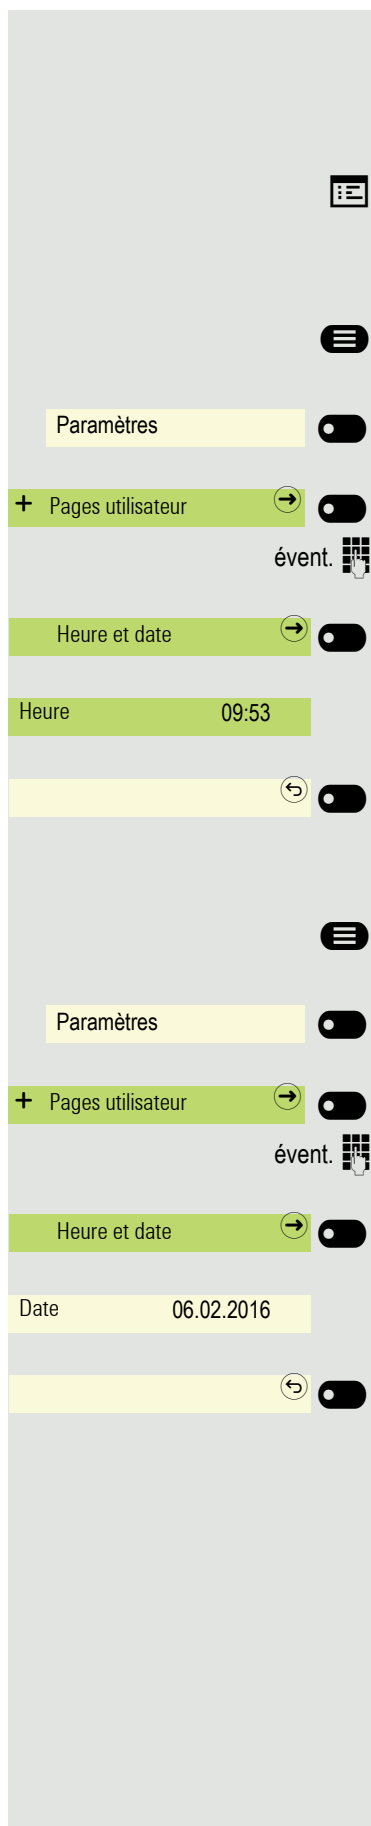 Paramètres
+ Pages utilisateur
évent.
Heure et date
Heure 09:53
Paramètres
+ Pages utilisateur
évent.
Heure et date
Date 06.02.2016